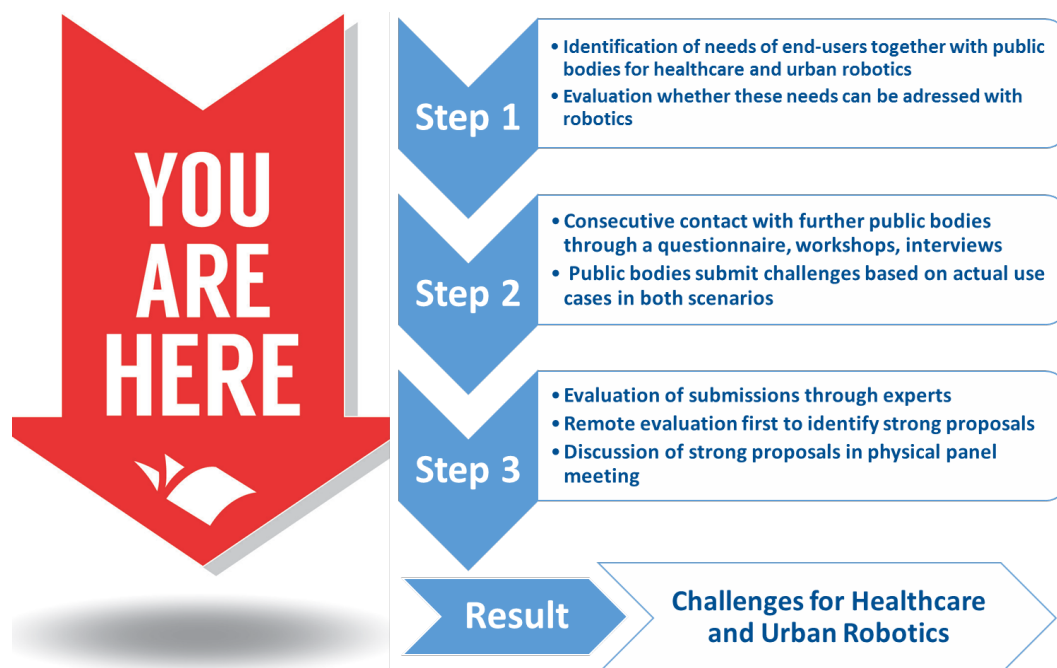 YOU
ARE
HERE
Step 1
• Identification of needs of end-users together with public
bodies for healthcare and urban robotics
• Evaluation whether these needs can be adressed with
robotics
Step 2
• Consecutive contact with further public bodies
through a questionnaire, workshops, interviews
• Public bodies submit challenges based on actual use
cases in both scenarios
Step 3
• Evaluation of submissions through experts
• Remote evaluation first to identify strong proposals
• Discussion of strong proposals in physical panel
meeting
Result
Challenges for Healthcare
and Urban Robotics